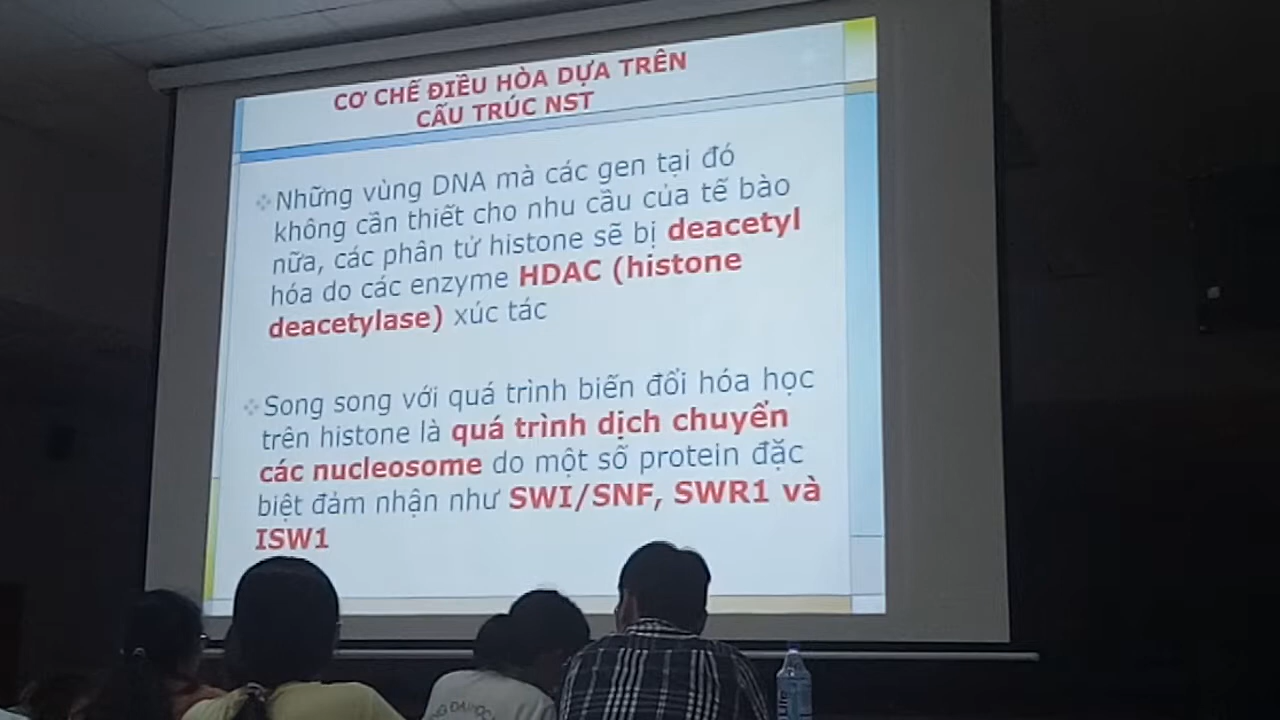 CƠ CHẾ ĐIỀU HÒA DỰA TRÊN
CẤU TRÚC NST
Những vùng DNA mà các gen tại đó
không cần thiết cho nhu cầu của tế bào
nữa, các phân tử histone sẽ bị deacetyl
hóa do các enzyme HDAC (histone
deacetylase) xúc tác
Song song với quá trình biến đổi hóa học
trên histone là quá trình dịch chuyển
các nucleosome do một số protein đặc
biệt đảm nhận như SWI/SNF, SWR1 và
ISW1